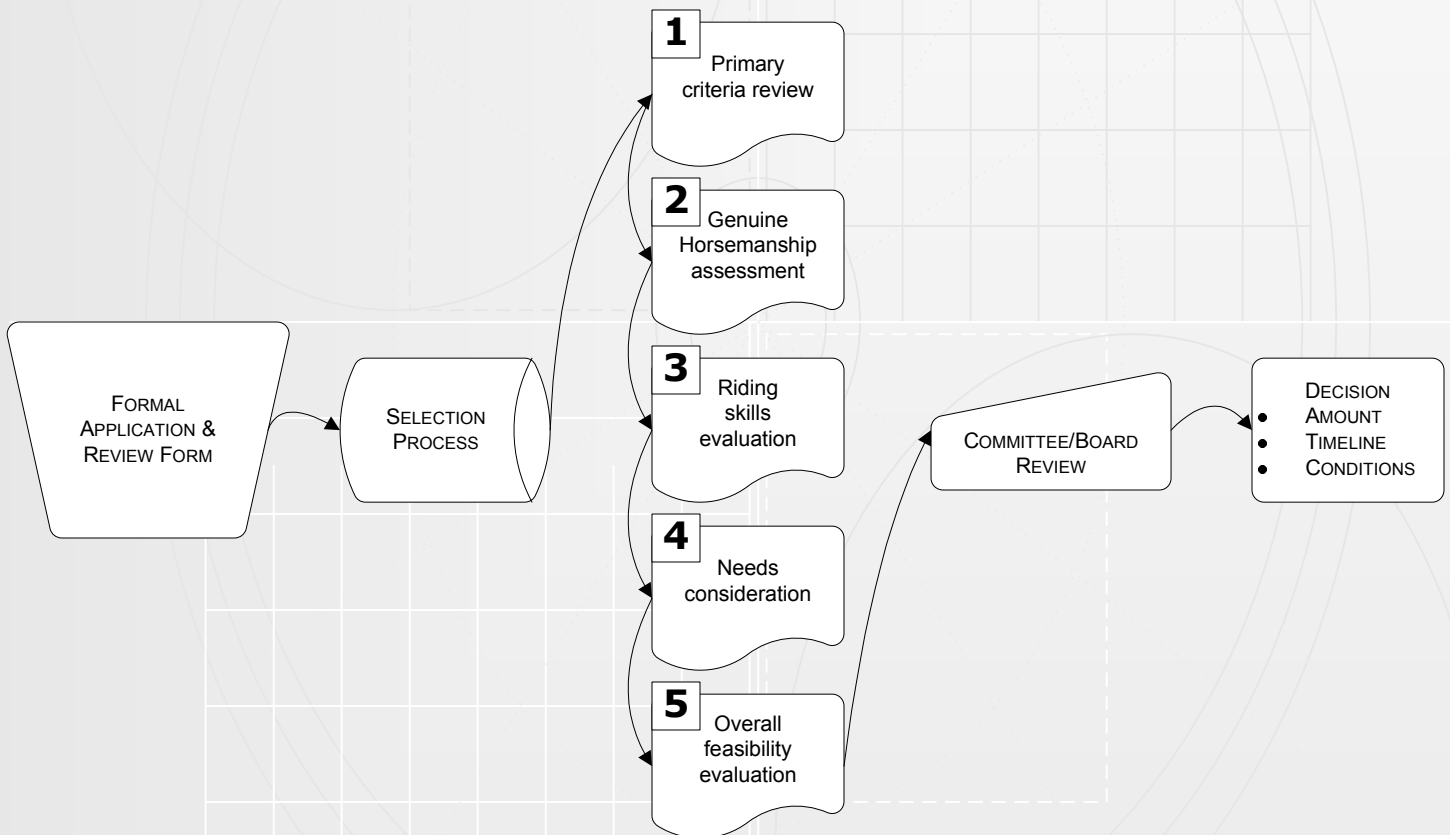 FORMAL
APPLICATION &
REVIEW FORM
SELECTION
PROCESS
1
Primary
criteria review
2
Genuine
Horsemanship
assessment
3
Riding
skills
evaluation
4
Needs
consideration
5
Overall
feasibility
evaluation
COMMITTEE/BOARD
REVIEW
DECISION
• AMOUNT
• TIMELINE
• CONDITIONS